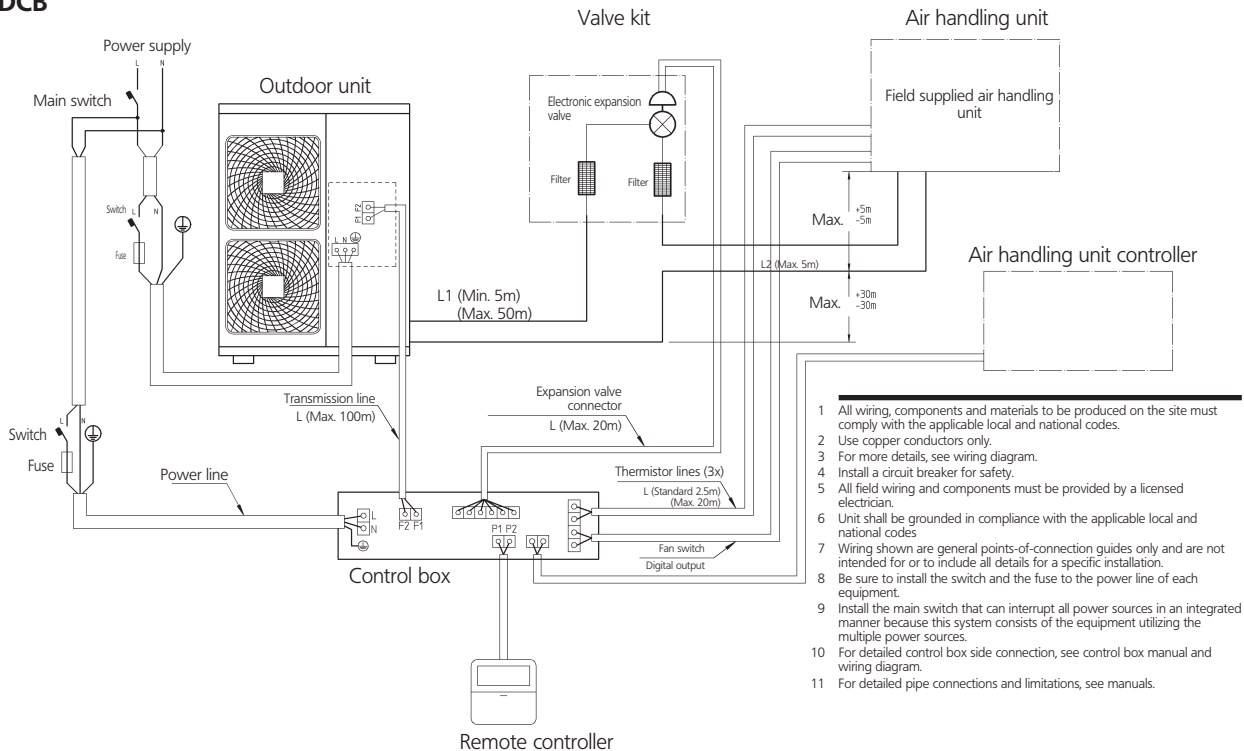 DCB
Valve kit
Air handling unit
Power supply
L N
Main switch
Outdoor unit
Electronic expansion
valve
Field supplied air handling
unit
Filter
Filter
Switch L N
Fuse
P1 F2
L N
Max. +5m
-5m
L2 (Max. 5m)
Air handling unit controller
L1 (Min. 5m)
(Max. 50m)
Max. +30m
-30m
Transmission line
L (Max. 100m)
Expansion valve
connector
L (Max. 20m)
L N
Switch
Fuse
Power line
Thermistor lines (3x)
L (Standard 2.5m)
(Max. 20m)
L
N
F2 F1
P1 P2
Fan switch
Digital output
Control box
Remote controller
1 All wiring, components and materials to be produced on the site must
comply with the applicable local and national codes.
2 Use copper conductors only.
3 For more details, see wiring diagram.
4 Install a circuit breaker for safety.
5 All field wiring and components must be provided by a licensed
electrician.
6 Unit shall be grounded in compliance with the applicable local and
national codes
7 Wiring shown are general points-of-connection guides only and are not
intended for or to include all details for a specific installation.
8 Be sure to install the switch and the fuse to the power line of each
equipment.
9 Install the main switch that can interrupt all power sources in an integrated
manner because this system consists of the equipment utilizing the
multiple power sources.
10 For detailed control box side connection, see control box manual and
wiring diagram.
11 For detailed pipe connections and limitations, see manuals.